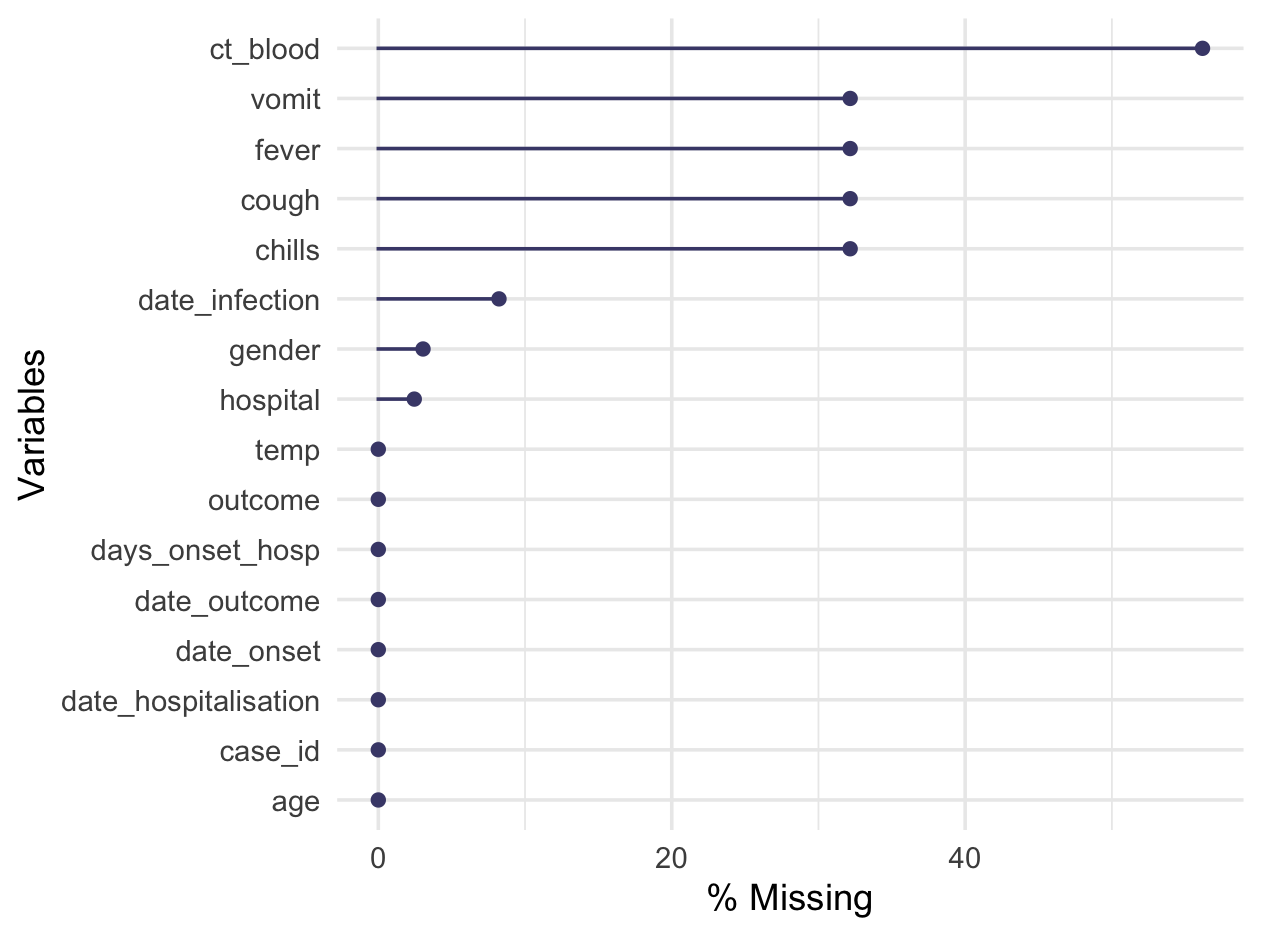 ct_blood
vomit
fever
cough
chills
date_infection
gender
hospital
temp
outcome
days_onset_hosp
date_outcome
date_onset
date_hospitalisation
case_id
age
Variables
0 20 40
% Missing